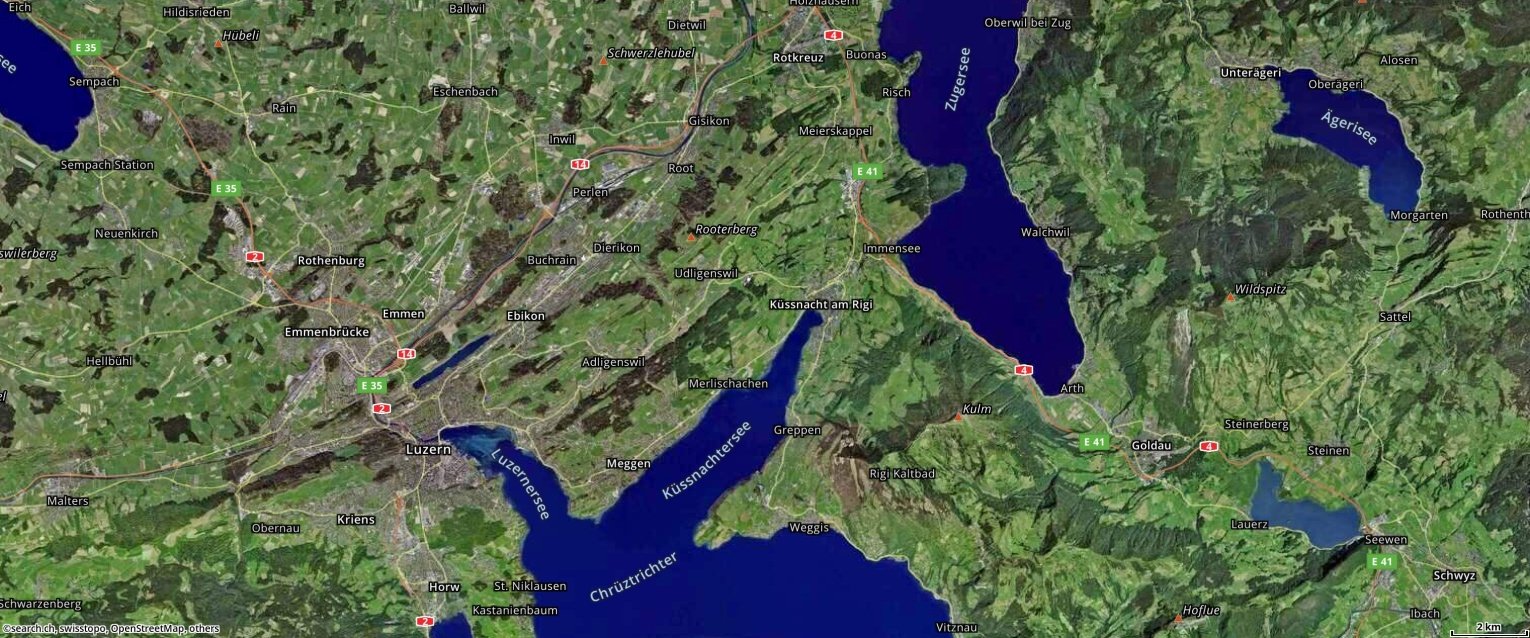 Eich
Hildisrieden
Ballwil
Holzhäusern
Hübeli
Dietwil
4
Oberwil bei Zug
E 35
Schwerzlehubel
Rotkreuz
Buonas
Alosen
see
Sempach
Eschenbach
Risch
Zugersee
Unterägeri
Oberägeri
Rain
Gisikon
Meierskappel
Ägerisee
Inwil
14
Sempach Station
Root
E 41
E 35
Perlen
Morgarten
Rothenth
Neuenkirch
Rooterberg
Walchwil
swilerberg
2
Rothenburg
Buchrain
Dierikon
Immensee
Udligenswil
Wildspitz
Küssnacht am Rigi
Emmen
Ebikon
Sattel
Emmenbrücke
Hellbühl
14
Adligenswil
4
E 35
Merlischachen
Arth
el
2
Kulm
Greppen
Steinerberg
Luzern
E 41
Goldau
4
Steinen
Luzernersee
Meggen
Küssnachtersee
Rigi Kaltbad
Malters
Kriens
Obernau
Weggis
Lauerz
Seewen
E 41
Chrüztrichter
Schwyz
Horw
St. Niklausen
Schwarzenberg
Kastanienbaum
Hoflue
Ibach
2
Vitznau
©search.ch, swisstopo, OpenStreetMap, others
2 km